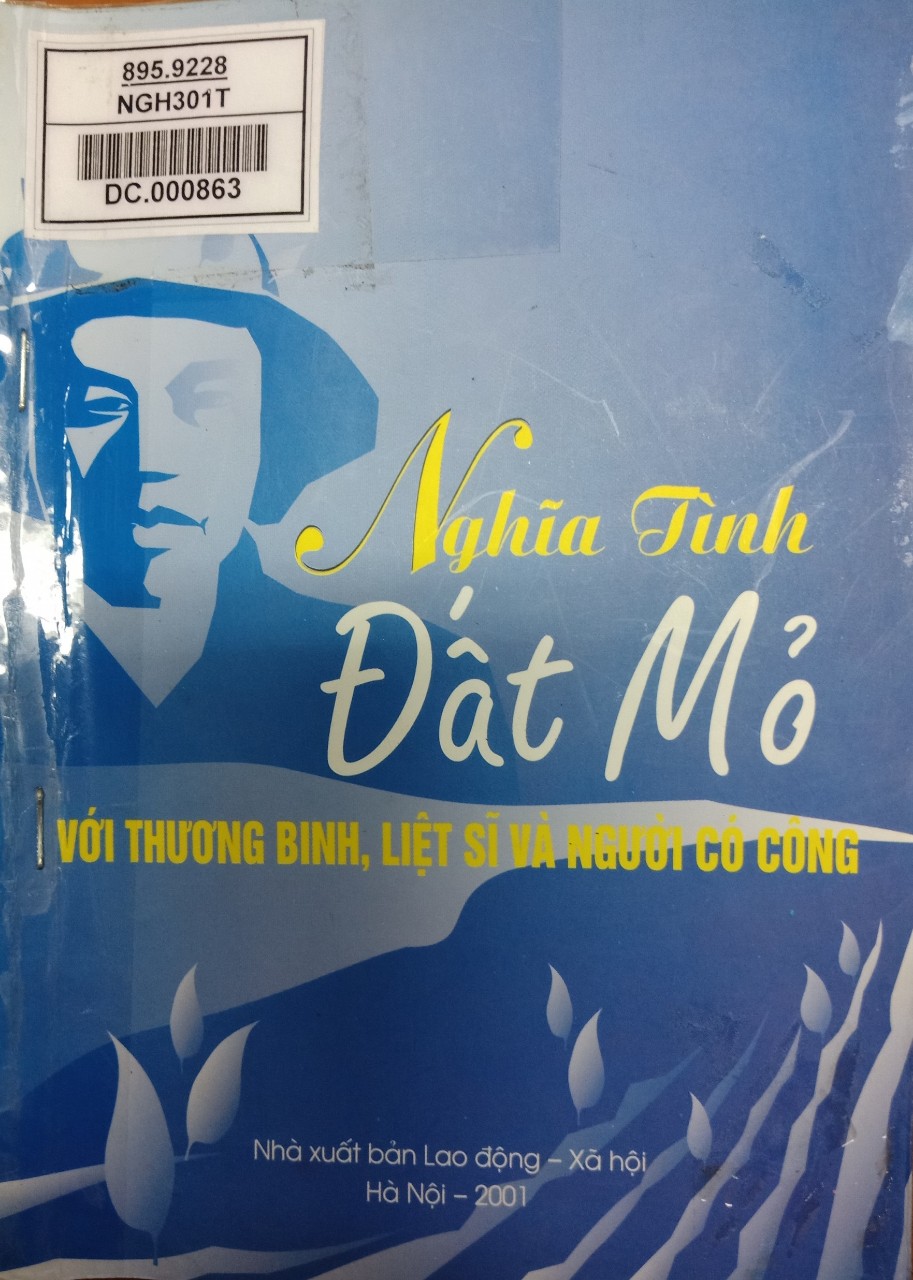 895.9228
NGH301T
DC.000863
Nghĩa Tình
Đất Mỏ
VỚI THƯƠNG BINH, LIỆT SĨ VÀ NGƯỜI CÓ CÔNG
Nhà xuất bản Lao động – Xã hội
Hà Nội – 2001